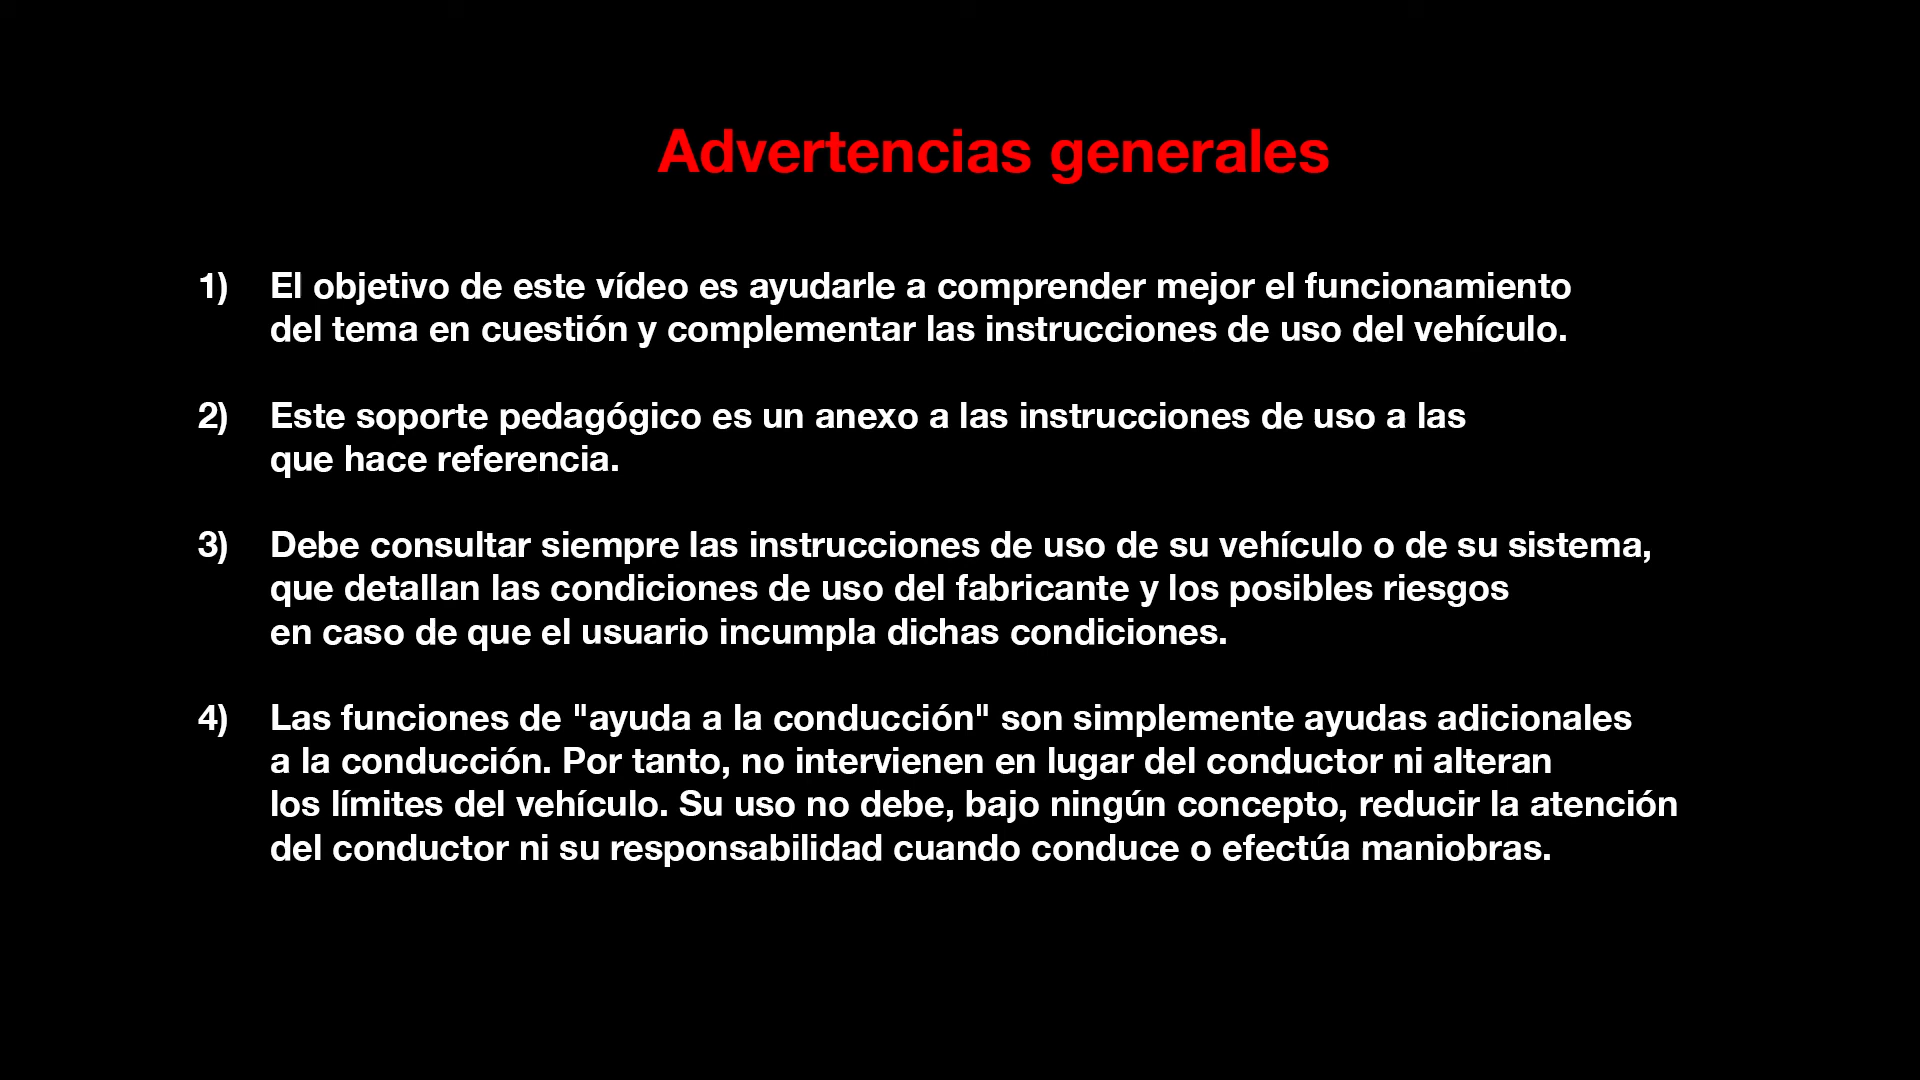 Advertencias generales
1) El objetivo de este vídeo es ayudarle a comprender mejor el funcionamiento
del tema en cuestión y complementar las instrucciones de uso del vehículo.
2) Este soporte pedagógico es un anexo a las instrucciones de uso a las
que hace referencia.
3) Debe consultar siempre las instrucciones de uso de su vehículo o de su sistema,
que detallan las condiciones de uso del fabricante y los posibles riesgos
en caso de que el usuario incumpla dichas condiciones.
4) Las funciones de "ayuda a la conducción" son simplemente ayudas adicionales
a la conducción. Por tanto, no intervienen en lugar del conductor ni alteran
los límites del vehículo. Su uso no debe, bajo ningún concepto, reducir la atención
del conductor ni su responsabilidad cuando conduce o efectúa maniobras.